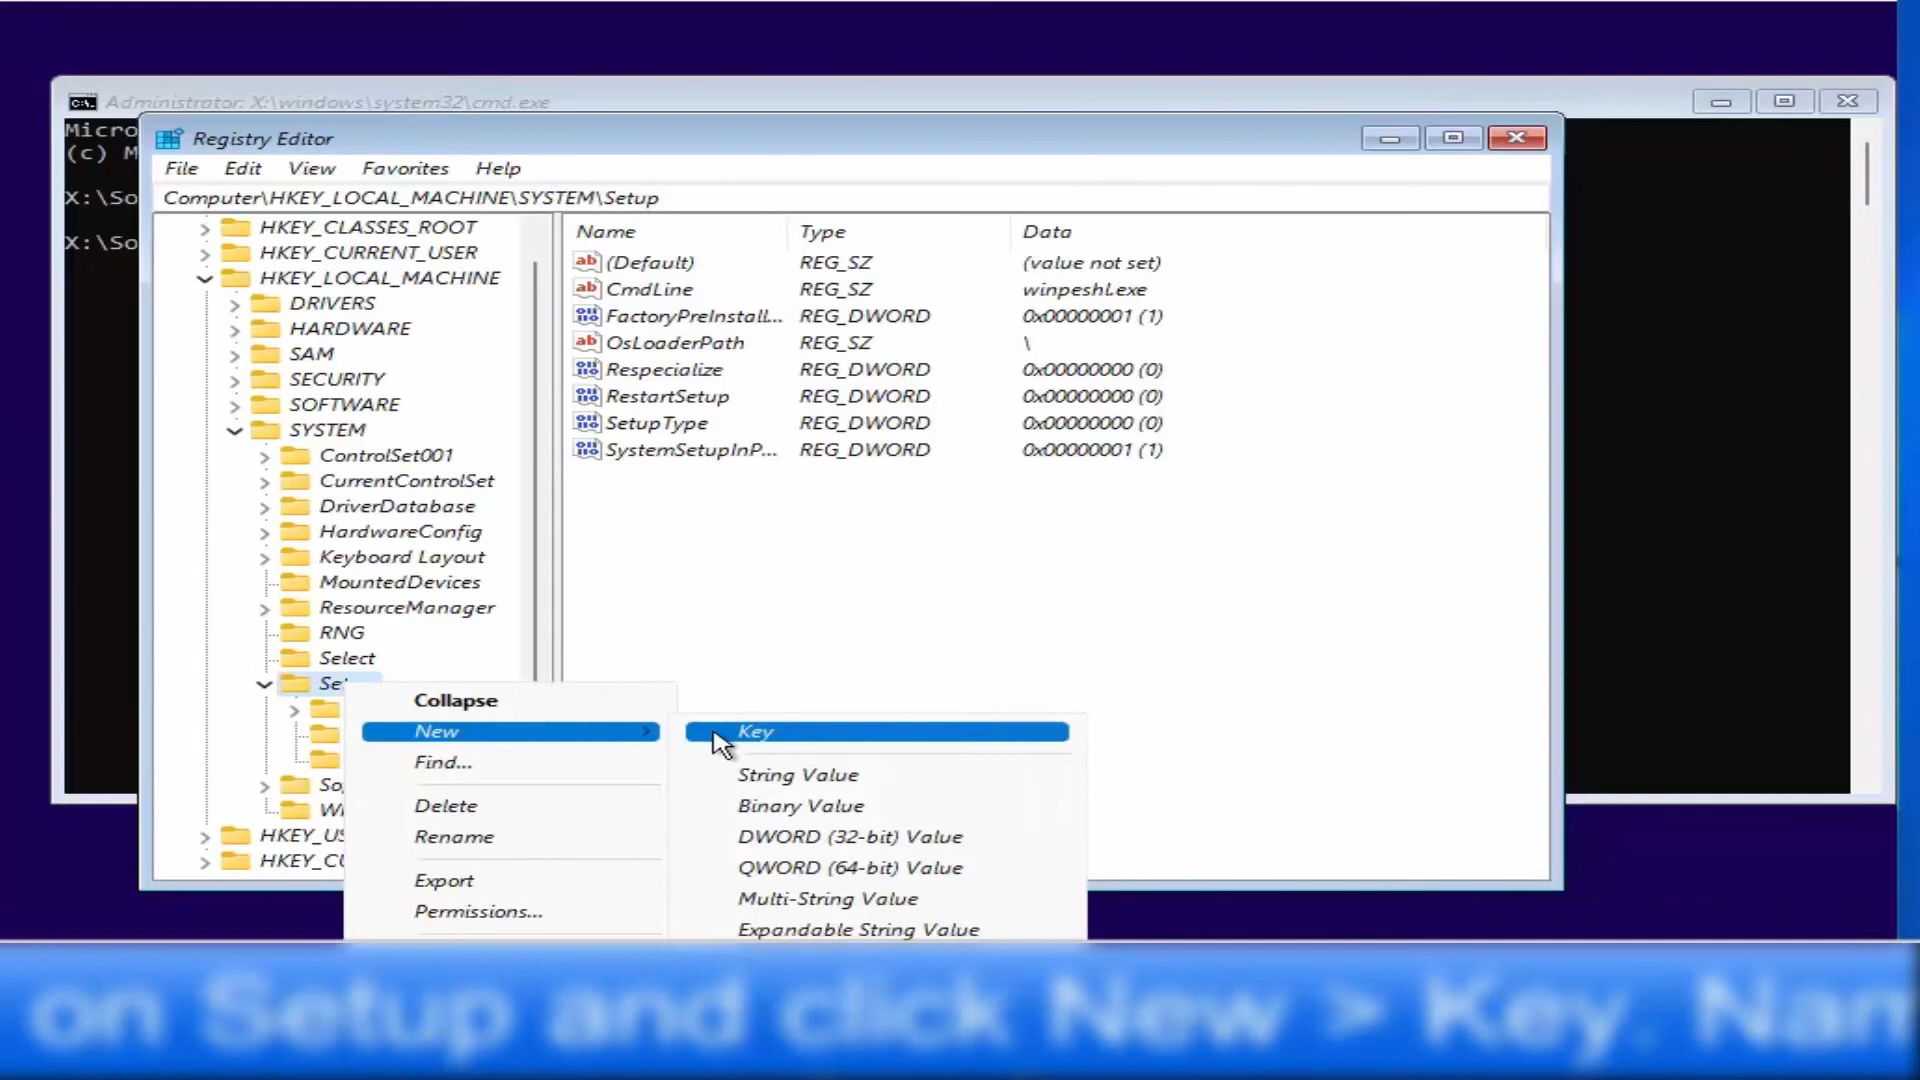 Administrator: X:\windows\system32\cmd.exe
Micro
(c) M
X:\So
X:\So
Registry Editor
File Edit View Favorites Help
Computer\HKEY_LOCAL_MACHINE\SYSTEM\Setup
HKEY_CLASSES_ROOT
HKEY_CURRENT_USER
HKEY_LOCAL_MACHINE
DRIVERS
HARDWARE
SAM
SECURITY
SOFTWARE
SYSTEM
ControlSet001
CurrentControlSet
DriverDatabase
HardwareConfig
Keyboard Layout
MountedDevices
ResourceManager
RNG
Select
Set
So
HKEY_US
HKEY_CU
Name Type Data
(Default) REG_SZ (value not set)
CmdLine REG_SZ winpeshl.exe
FactoryPreInstall... REG_DWORD 0x00000001 (1)
OsLoaderPath REG_SZ \
Respecialize REG_DWORD 0x00000000 (0)
RestartSetup REG_DWORD 0x00000000 (0)
SetupType REG_DWORD 0x00000000 (0)
SystemSetupInP... REG_DWORD 0x00000001 (1)
Collapse
New
Find...
Delete
Rename
Export
Permissions...
Key
String Value
Binary Value
DWORD (32-bit) Value
QWORD (64-bit) Value
Multi-String Value
Expandable String Value
on Setup and click New > Key. Nam